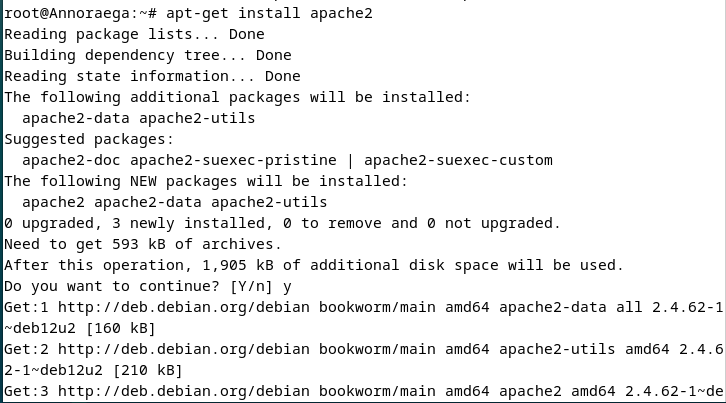 root@Annoraega:~# apt-get install apache2
Reading package lists... Done
Building dependency tree... Done
Reading state information... Done
The following additional packages will be installed:
  apache2-data apache2-utils
Suggested packages:
  apache2-doc apache2-suexec-pristine | apache2-suexec-custom
The following NEW packages will be installed:
  apache2 apache2-data apache2-utils
0 upgraded, 3 newly installed, 0 to remove and 0 not upgraded.
Need to get 593 kB of archives.
After this operation, 1,905 kB of additional disk space will be used.
Do you want to continue? [Y/n] y
Get:1 http://deb.debian.org/debian bookworm/main amd64 apache2-data all 2.4.62-1
~deb12u2 [160 kB]
Get:2 http://deb.debian.org/debian bookworm/main amd64 apache2-utils amd64 2.4.6
2-1~deb12u2 [210 kB]
Get:3 http://deb.debian.org/debian bookworm/main amd64 apache2 amd64 2.4.62-1~de